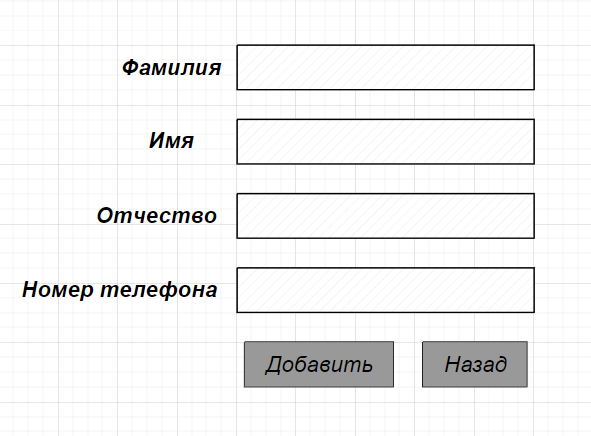 Фамилия
Имя
Отчество
Номер телефона
Добавить Назад